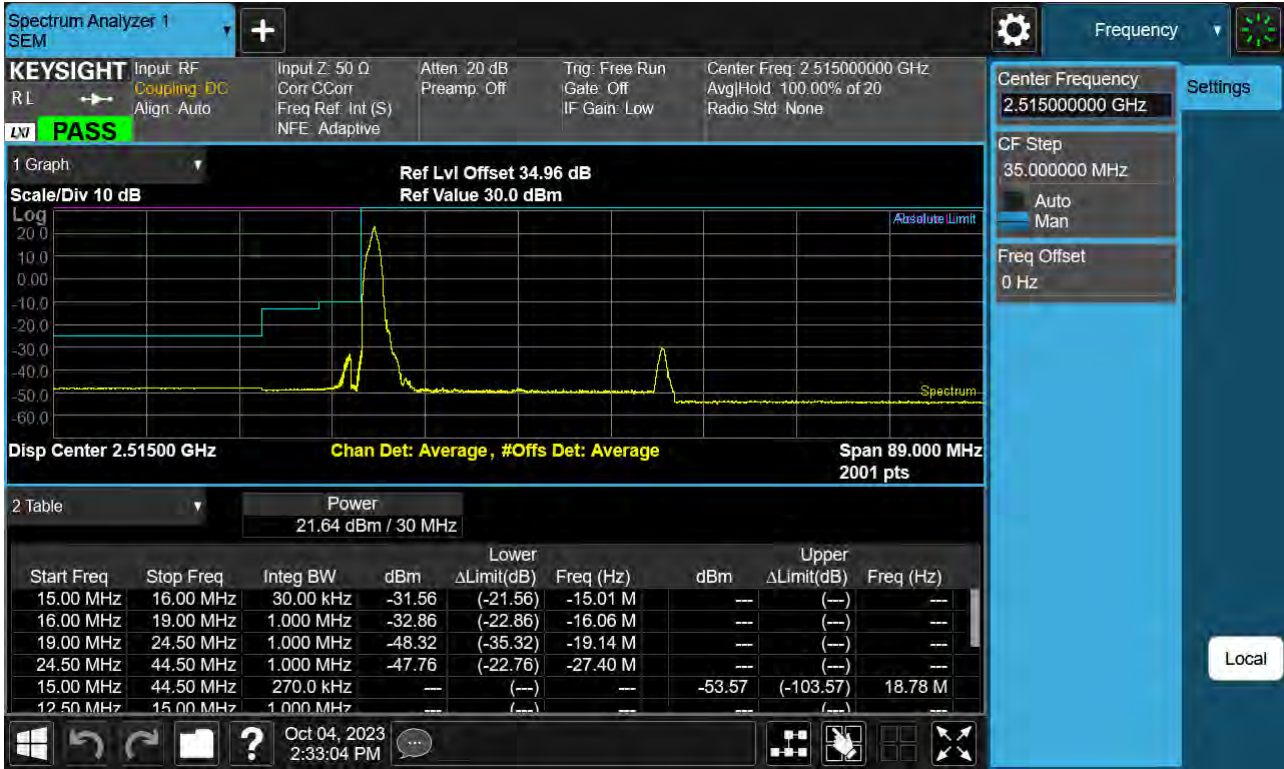 Spectrum Analyzer 1
SEM
+
Frequency
KEYSIGHT
Input: RF
Coupling: DC
Align: Auto
Input Z: 50 Ω
Corr CCorr
Freq Ref: Int (S)
NFE: Adaptive
Atten: 20 dB
Preamp: Off
Trig: Free Run
Gate: Off
IF Gain: Low
Center Freq: 2.515000000 GHz
Avg|Hold: 100.00% of 20
Radio Std: None
R L
LXI
PASS
Center Frequency
2.515000000 GHz
Settings
CF Step
35.000000 MHz
Auto
Man
Freq Offset
0 Hz
1 Graph
Ref Lvl Offset 34.96 dB
Scale/Div 10 dB
Ref Value 30.0 dBm
Log
Absolute Limit
20.0
10.0
0.00
-10.0
-20.0
-30.0
-40.0
-50.0
Spectrum
-60.0
Disp Center 2.51500 GHz
Chan Det: Average, #Offs Det: Average
Span 89.000 MHz
2001 pts
2 Table
Power
21.64 dBm / 30 MHz
Lower Upper
Start Freq Stop Freq Integ BW dBm ΔLimit(dB) Freq (Hz) dBm ΔLimit(dB) Freq (Hz)
15.00 MHz 16.00 MHz 30.00 kHz -31.56 (-21.56) -15.01 M --- (---) ---
16.00 MHz 19.00 MHz 1.000 MHz -32.86 (-22.86) -16.06 M --- (---) ---
19.00 MHz 24.50 MHz 1.000 MHz -48.32 (-35.32) -19.14 M --- (---) ---
24.50 MHz 44.50 MHz 1.000 MHz -47.76 (-22.76) -27.40 M --- (---) ---
15.00 MHz 44.50 MHz 270.0 kHz --- (---) --- -53.57 (-103.57) 18.78 M
12.50 MHz 15.00 MHz 1.000 MHz --- (---) --- --- (---) ---
Local
?
Oct 04, 2023
2:33:04 PM